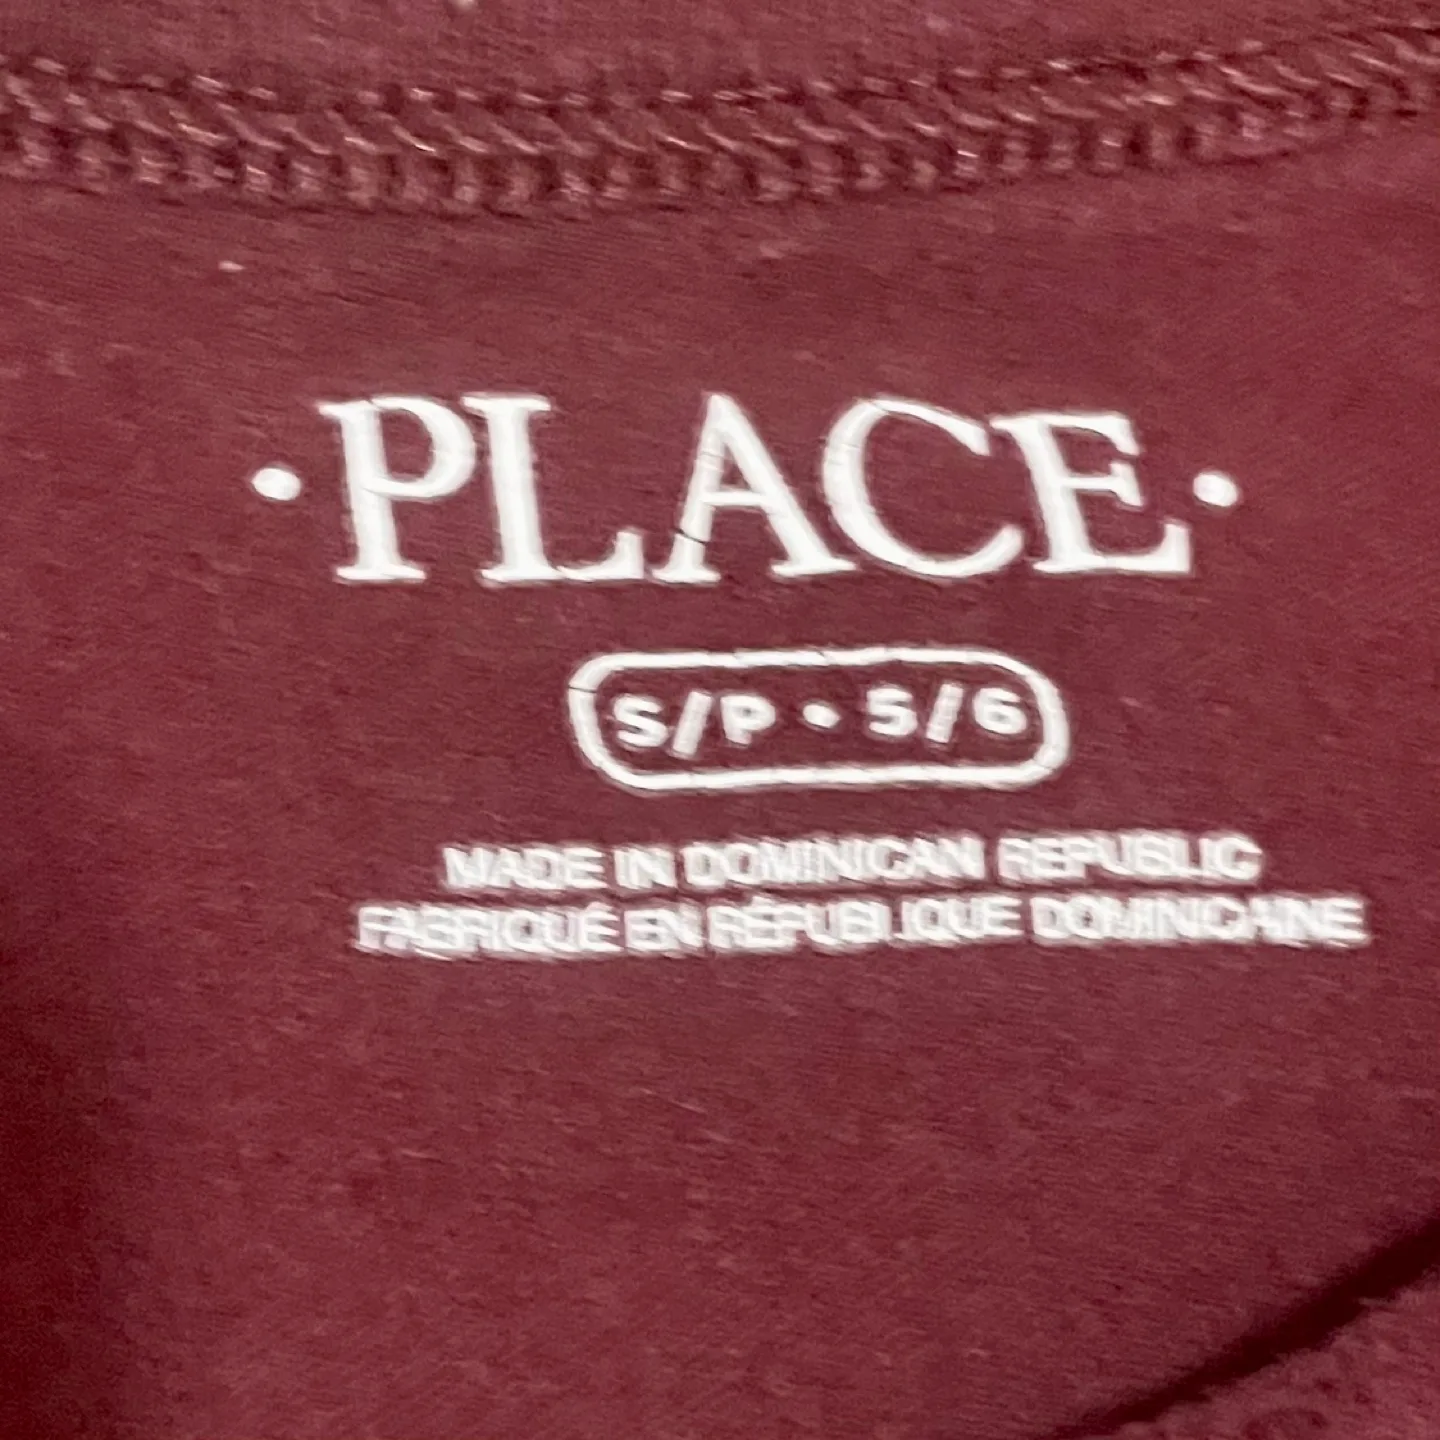 ·PLACE·
S/P • 5/6
MADE IN DOMINICAN REPUBLIC
FABRIQUÉ EN RÉPUBLIQUE DOMINICAINE